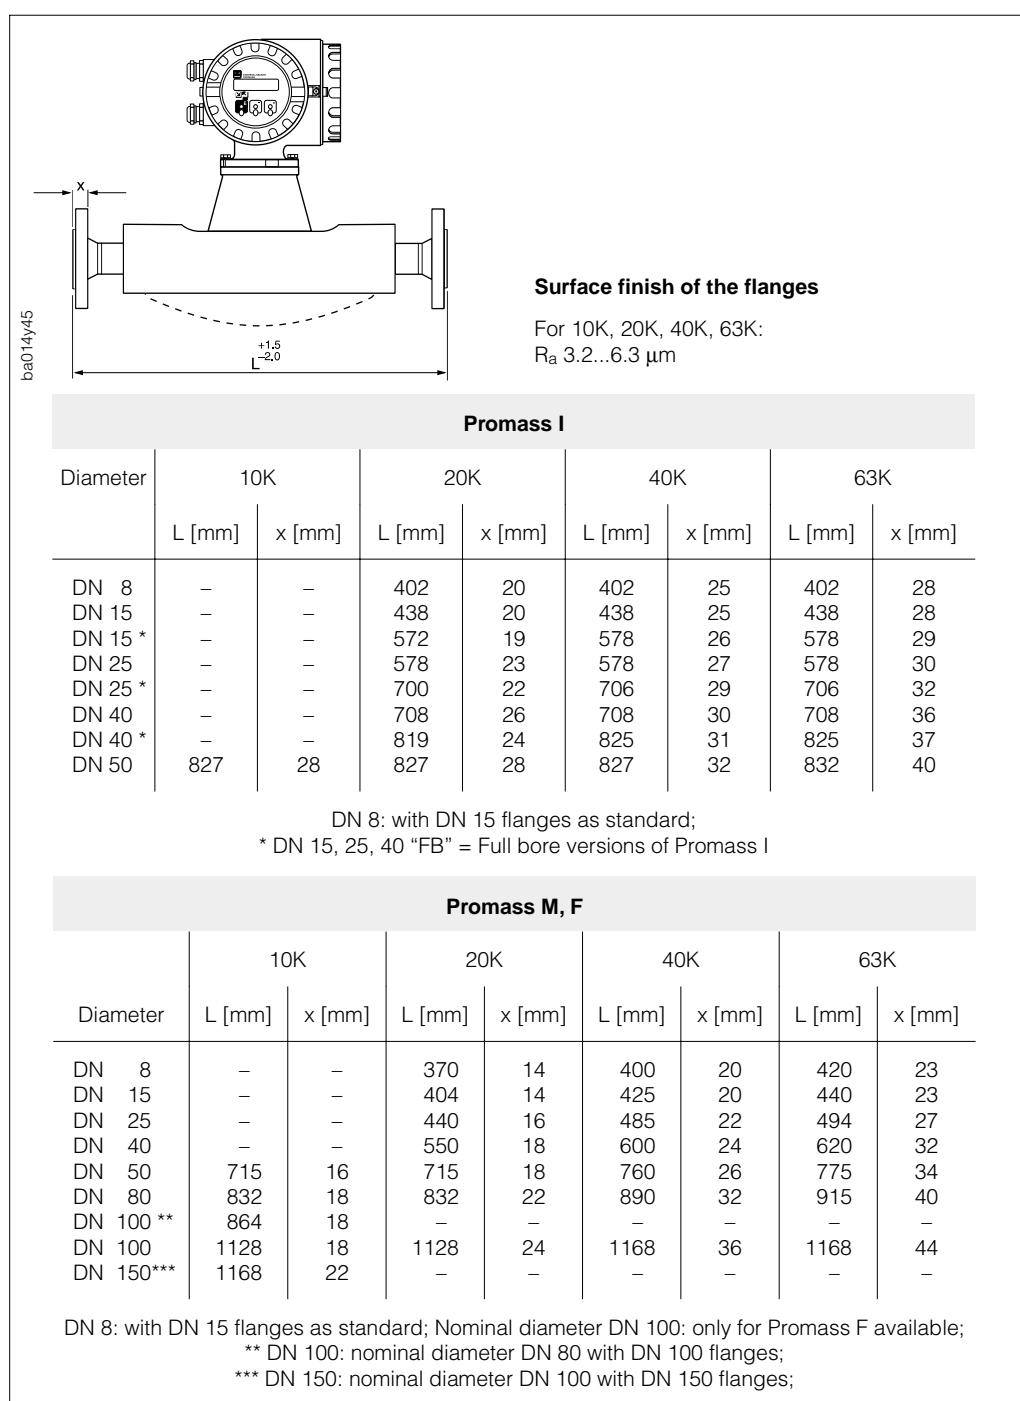 x
ba014y45
+1.5
L –2.0
Surface finish of the flanges
For 10K, 20K, 40K, 63K:
Ra 3.2...6.3 µm
Promass I
Diameter 10K 20K 40K 63K
L [mm] x [mm] L [mm] x [mm] L [mm] x [mm] L [mm] x [mm]
DN 8 – – 402 20 402 25 402 28
DN 15 – – 438 20 438 25 438 28
DN 15 * – – 572 19 578 26 578 29
DN 25 – – 578 23 578 27 578 30
DN 25 * – – 700 22 706 29 706 32
DN 40 – – 708 26 708 30 708 36
DN 40 * – – 819 24 825 31 825 37
DN 50 827 28 827 28 827 32 832 40
DN 8: with DN 15 flanges as standard;
* DN 15, 25, 40 “FB” = Full bore versions of Promass I
Promass M, F
10K 20K 40K 63K
Diameter L [mm] x [mm] L [mm] x [mm] L [mm] x [mm] L [mm] x [mm]
DN 8 – – 370 14 400 20 420 23
DN 15 – – 404 14 425 20 440 23
DN 25 – – 440 16 485 22 494 27
DN 40 – – 550 18 600 24 620 32
DN 50 715 16 715 18 760 26 775 34
DN 80 832 18 832 22 890 32 915 40
DN 100 ** 864 18 – – – – – –
DN 100 1128 18 1128 24 1168 36 1168 44
DN 150*** 1168 22 – – – – – –
DN 8: with DN 15 flanges as standard; Nominal diameter DN 100: only for Promass F available;
** DN 100: nominal diameter DN 80 with DN 100 flanges;
*** DN 150: nominal diameter DN 100 with DN 150 flanges;